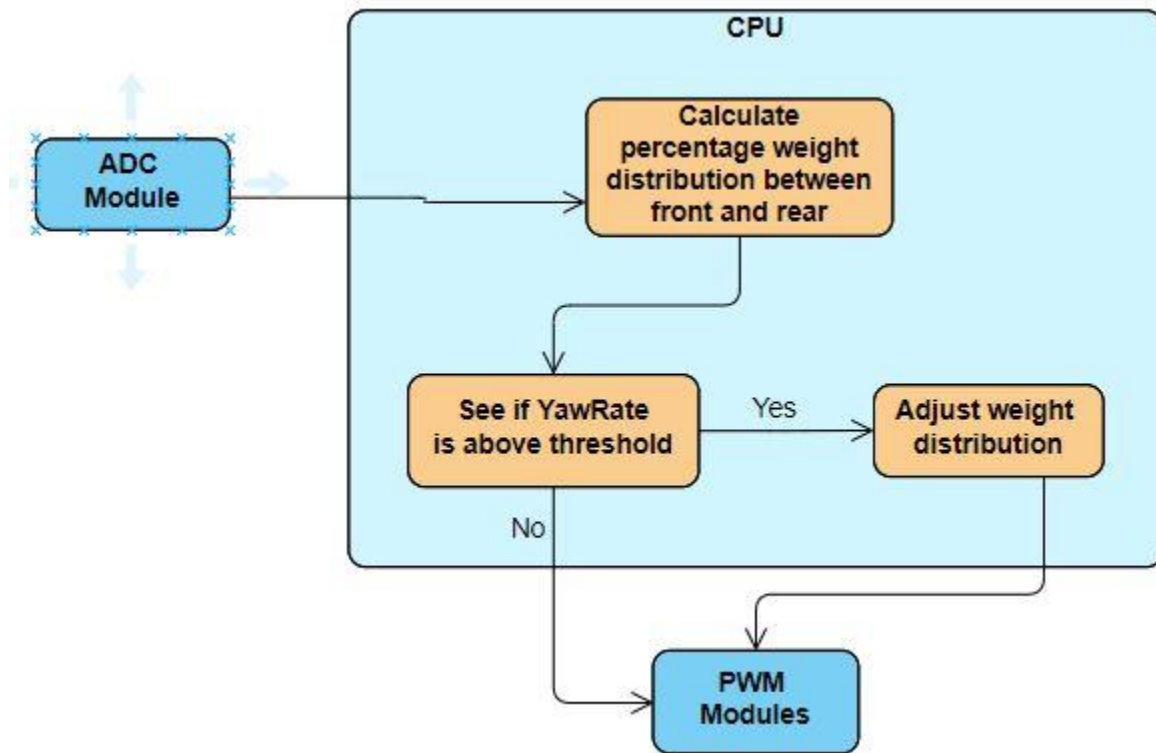 CPU
ADC
Module
Calculate
percentage weight
distribution between
front and rear
See if YawRate
is above threshold
Yes
Adjust weight
distribution
No
PWM
Modules